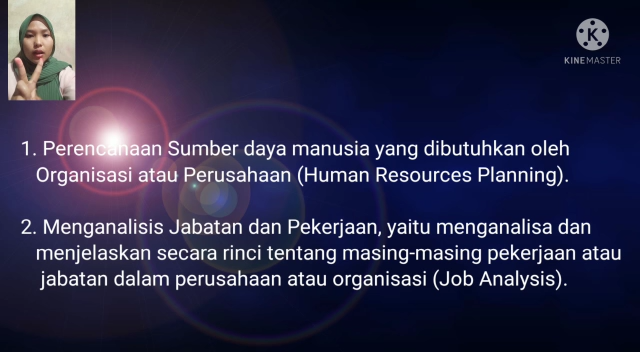 KINEMASTER
1. Perencanaan Sumber daya manusia yang dibutuhkan oleh
Organisasi atau Perusahaan (Human Resources Planning).
2. Menganalisis Jabatan dan Pekerjaan, yaitu menganalisa dan
menjelaskan secara rinci tentang masing-masing pekerjaan atau
jabatan dalam perusahaan atau organisasi (Job Analysis).